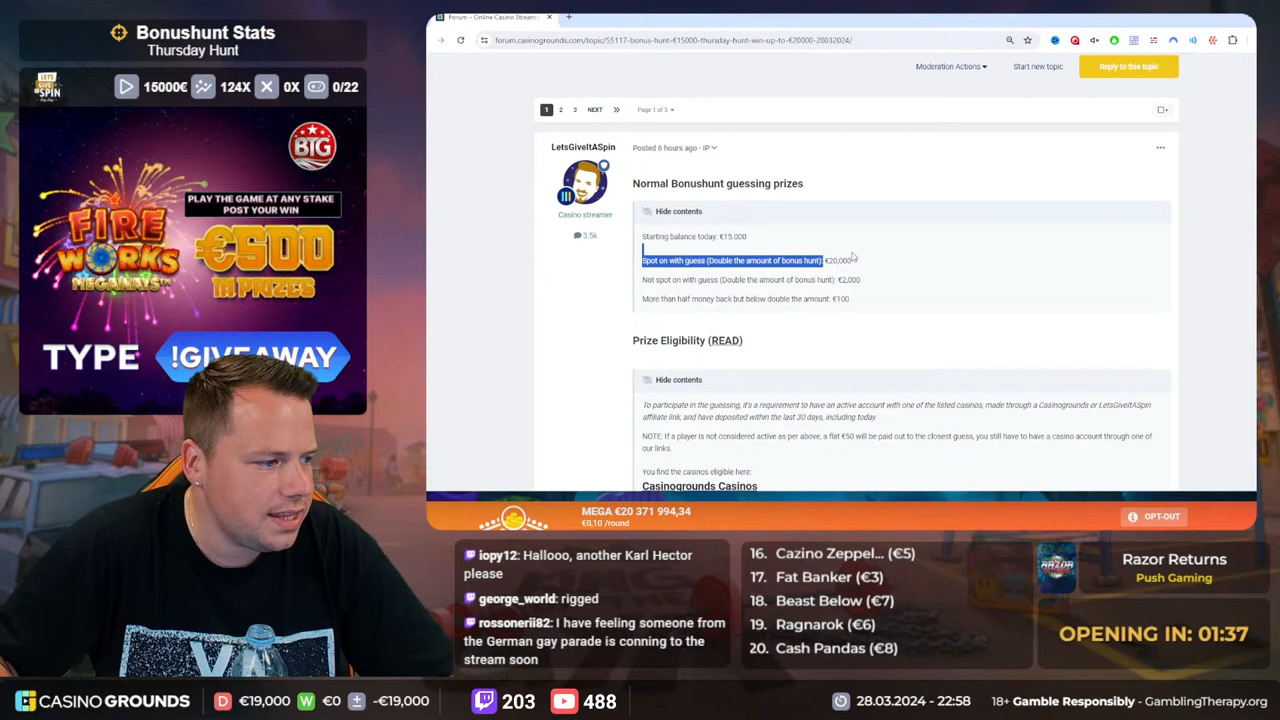 Bonushunt Stats
Thursday Hunt
LETS
GIVE IT
SPIN
15000€
124X
0X
0/22
BIG
FIRE
WORKS
MEGAWAYS
PLAY THE GAME AT ANY STAKE
POST YOUR WIN
€500
IN PRIZES
TYPE
!GIVEAWAY
Forum - Online Casino Stream
forum.casinogrounds.com/topic/55117-bonus-hunt-€15000-thursday-hunt-win-up-to-€20000-28032024/
Moderation Actions
Start new topic
Reply to this topic
1 2 3 NEXT
Page 1 of 3
LetsGiveItASpin
Casino streamer
3.5k
Posted 6 hours ago · IP
Normal Bonushunt guessing prizes
Hide contents
Starting balance today: €15.000
Spot on with guess (Double the amount of bonus hunt): €20,000
Not spot on with guess (Double the amount of bonus hunt): €2,000
More than half money back but below double the amount: €100
Prize Eligibility (READ)
Hide contents
To participate in the guessing, it's a requirement to have an active account with one of the listed casinos, made through a Casinogrounds or LetsGiveItASpin
affiliate link, and have deposited within the last 30 days, including today.
NOTE: If a player is not considered active as per above, a flat €50 will be paid out to the closest guess, you still have to have a casino account through one of
our links.
You find the casinos eligible here:
Casinogrounds Casinos
MEGA €20 371 994,34
€0,10 /round
OPT-OUT
iopy12: Hallooo, another Karl Hector
please
george_world: rigged
rossonerii82: I have feeling someone from
the German gay parade is conning to the
stream soon
16. Cazino Zeppel... (€5)
17. Fat Banker (€3)
18. Beast Below (€7)
19. Ragnarok (€6)
20. Cash Pandas (€8)
Razor Returns
Push Gaming
OPENING IN: 01:37
CASINOGROUNDS
D €19,000 W €0 ± -€19,000
203
488
28.03.2024 - 22:58
18+ Gamble Responsibly - GamblingTherapy.org